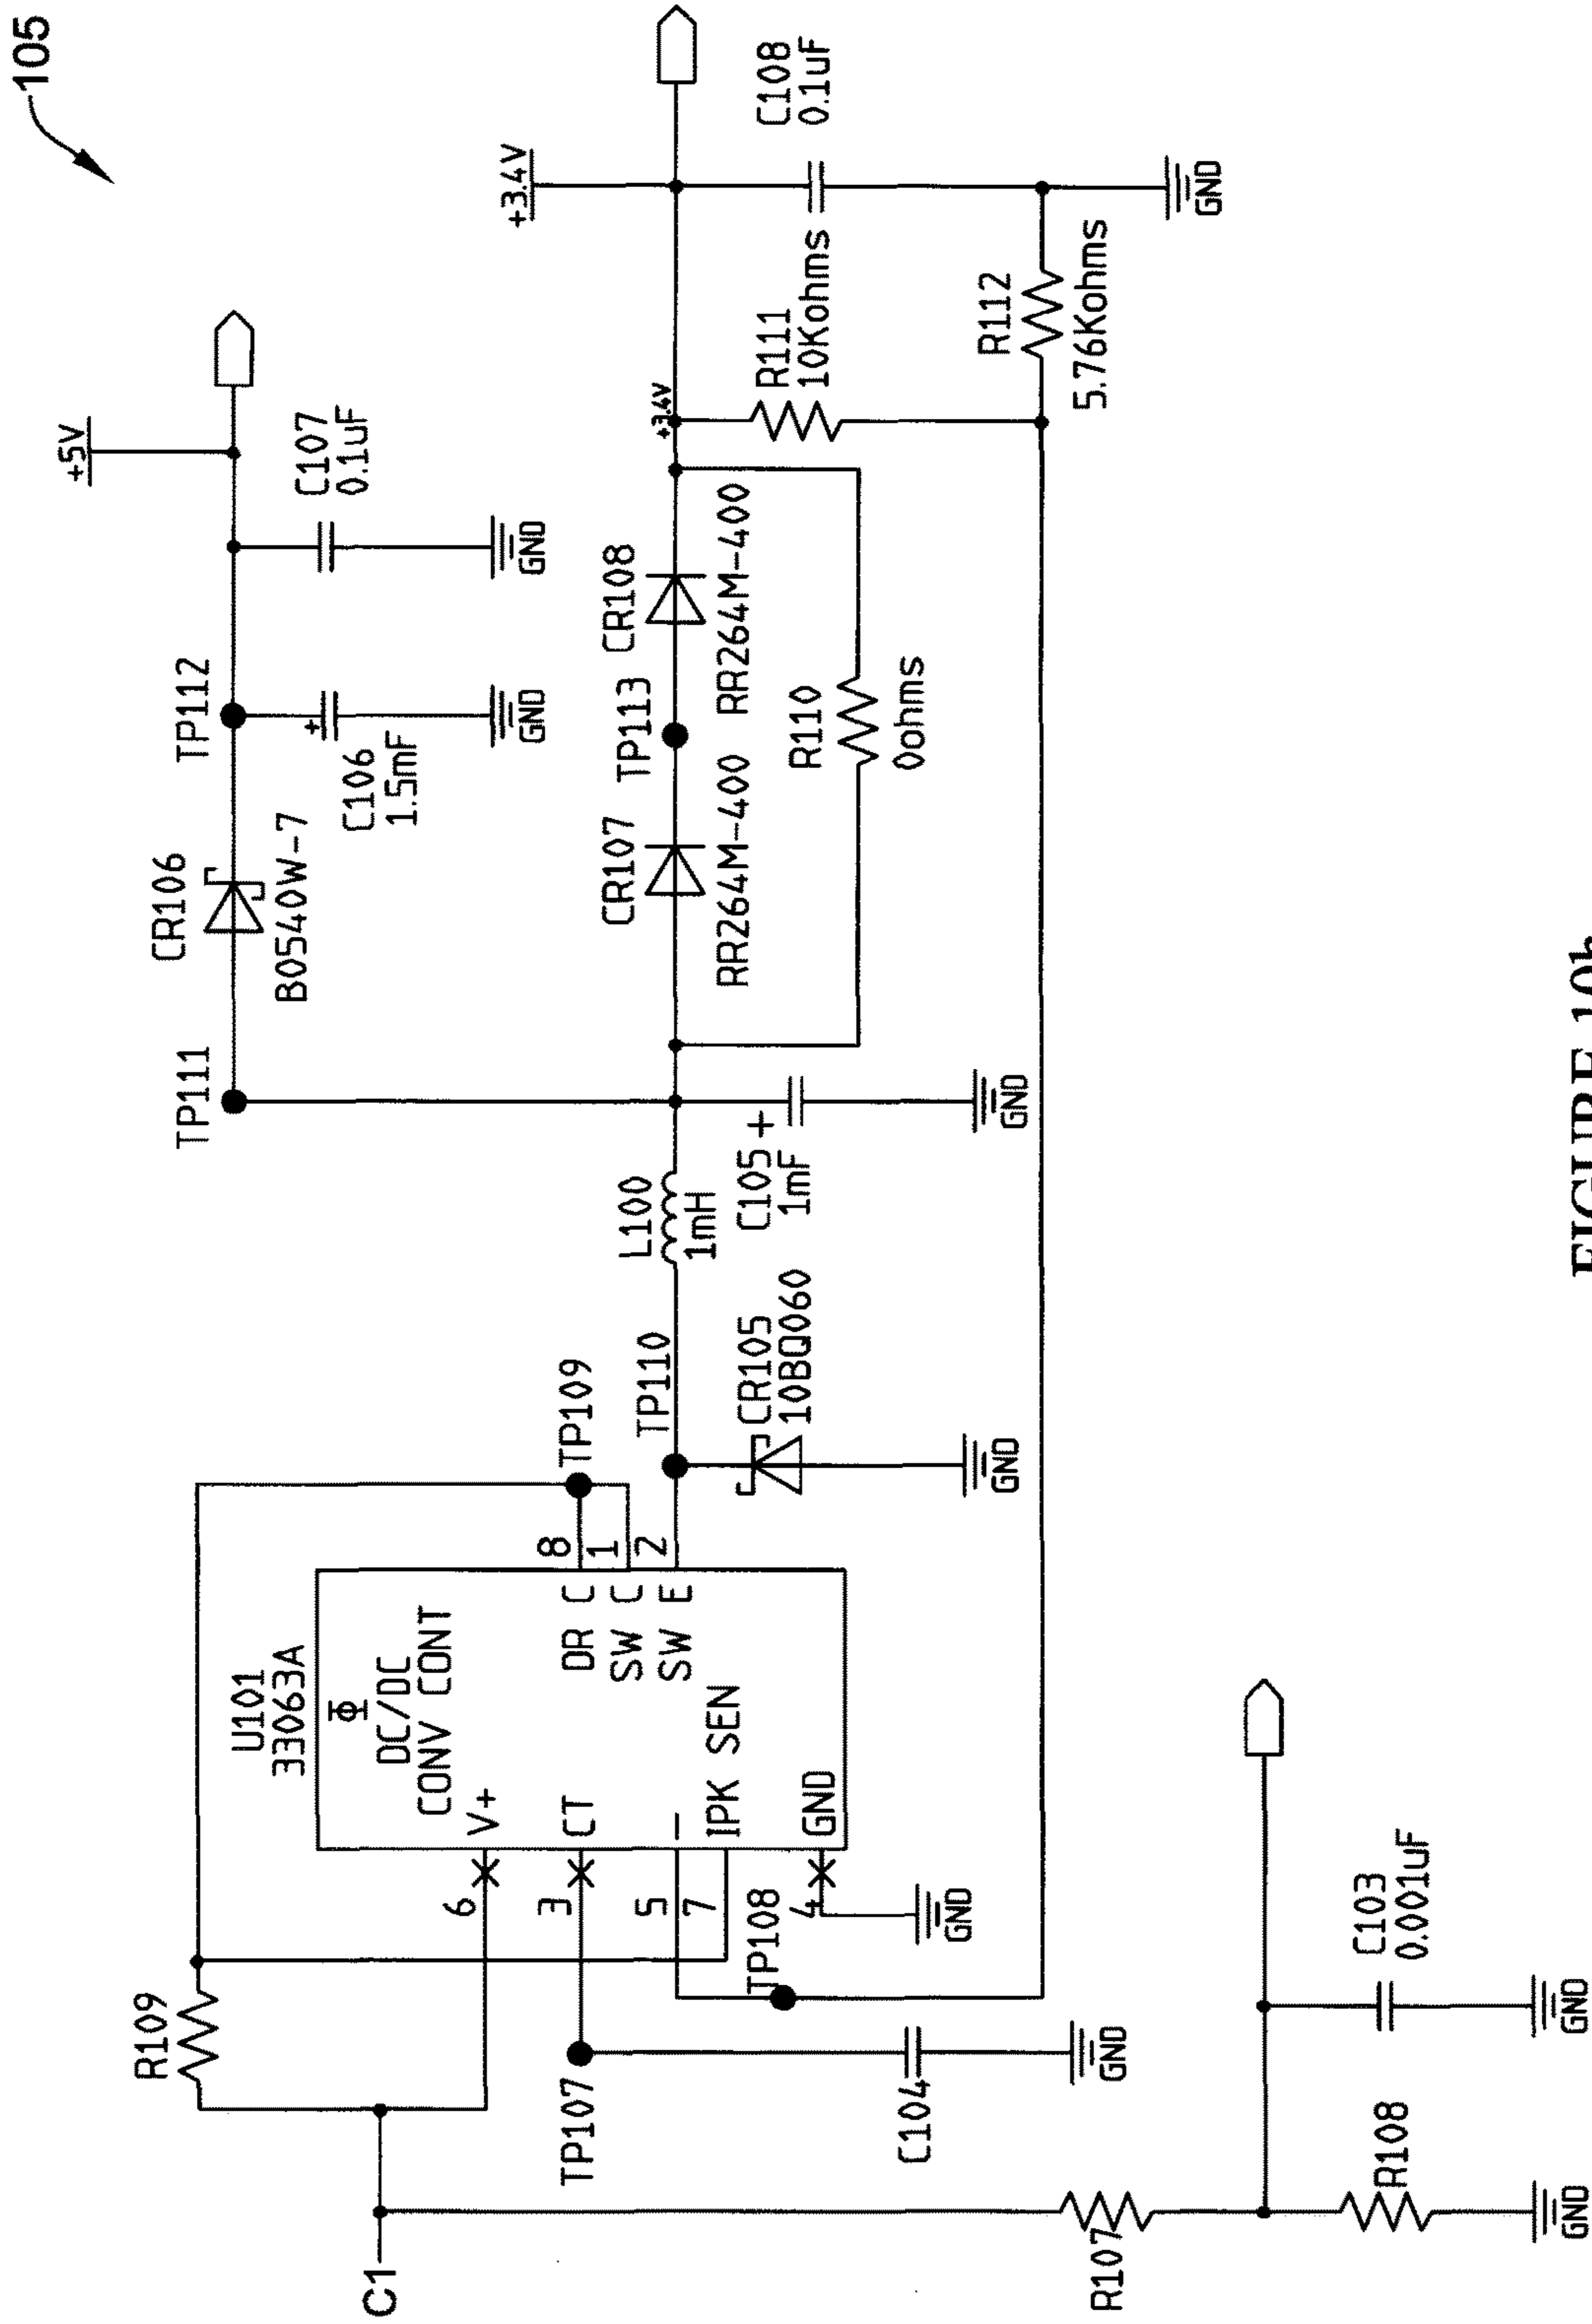 105
+5V
+3.4V
TP111
CR106
B0540W-7
TP112
C106
1.5mF
+
GND
C107
0.1uF
GND
R109
U101
33063A
DC/DC
CONV CONT
V+
CT
–
IPK SEN
GND
DR C
SW C
SW E
6
3
5
7
4
8
1
2
TP109
TP110
TP107
TP108
GND
C104
GND
CR105
10BQ060
GND
L100
1mH
C105 +
1mF
GND
CR107
RR264M-400
TP113
CR108
RR264M-400
R110
0ohms
+3.4V
R111
10Kohms
R112
5.76Kohms
C108
0.1uF
GND
C1
R107
R108
GND
C103
0.001uF
GND